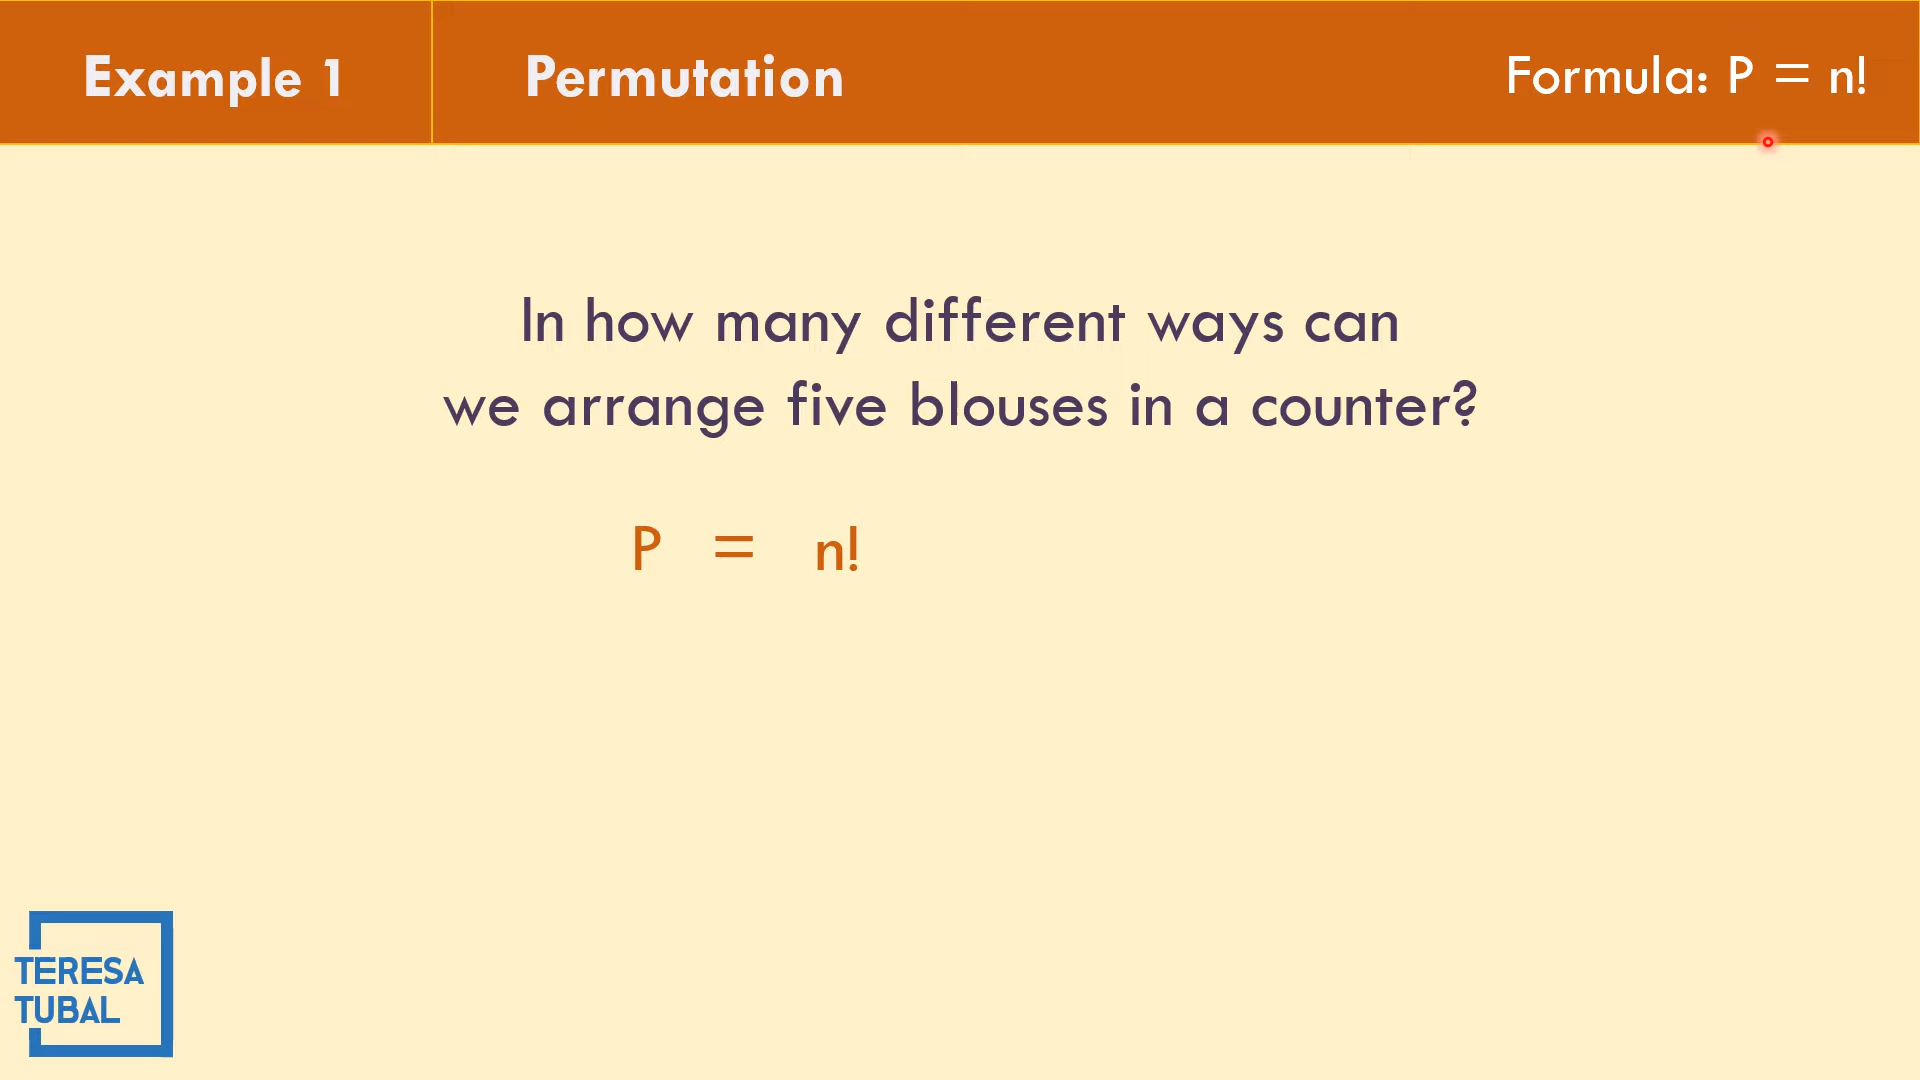 Example 1
Permutation
Formula: P = n!
In how many different ways can
we arrange five blouses in a counter?
P = n!
TERESA
TUBAL